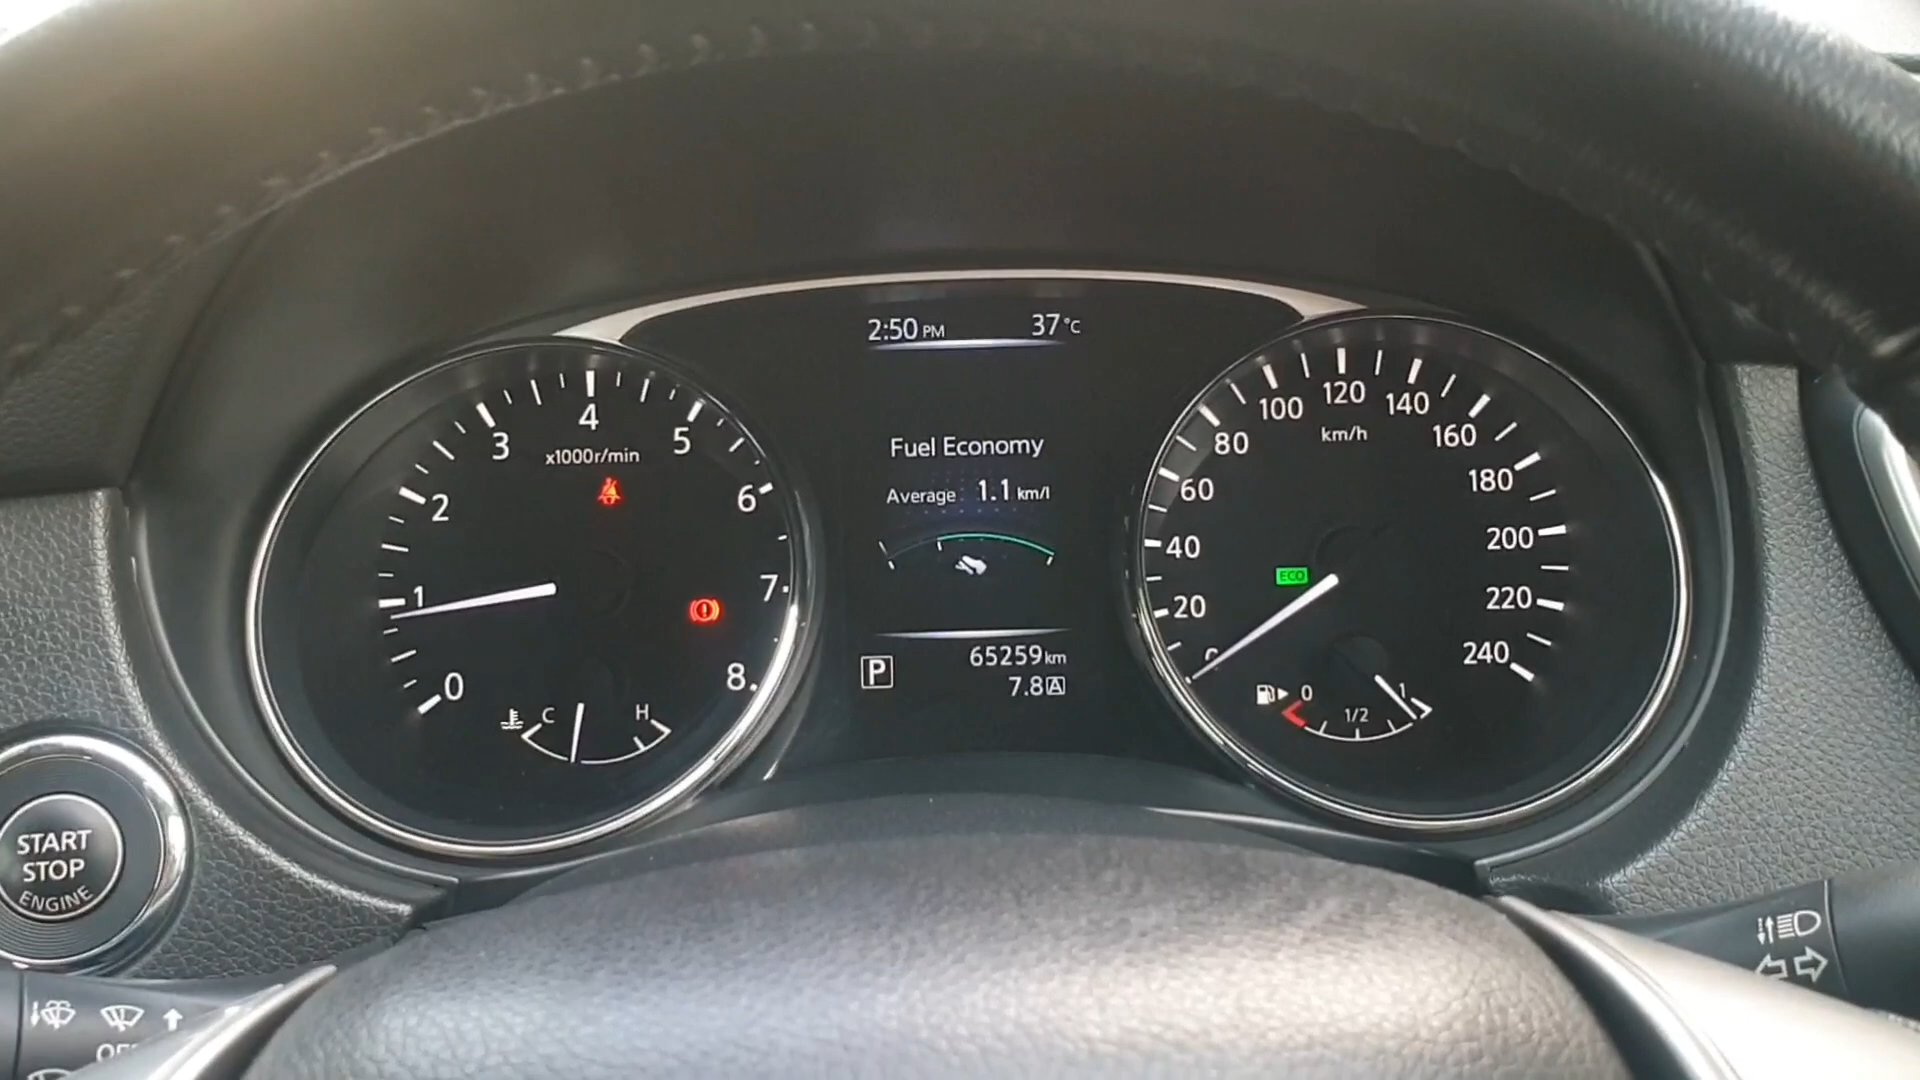 2:50 PM 37°C
0 1 2 3 4 5 6 7 8
x1000r/min
C H
Fuel Economy
Average 1.1 km/l
P
65259 km
7.8 A
0 20 40 60 80 100 120 140 160 180 200 220 240
km/h
ECO
0 1/2 1
START
STOP
ENGINE